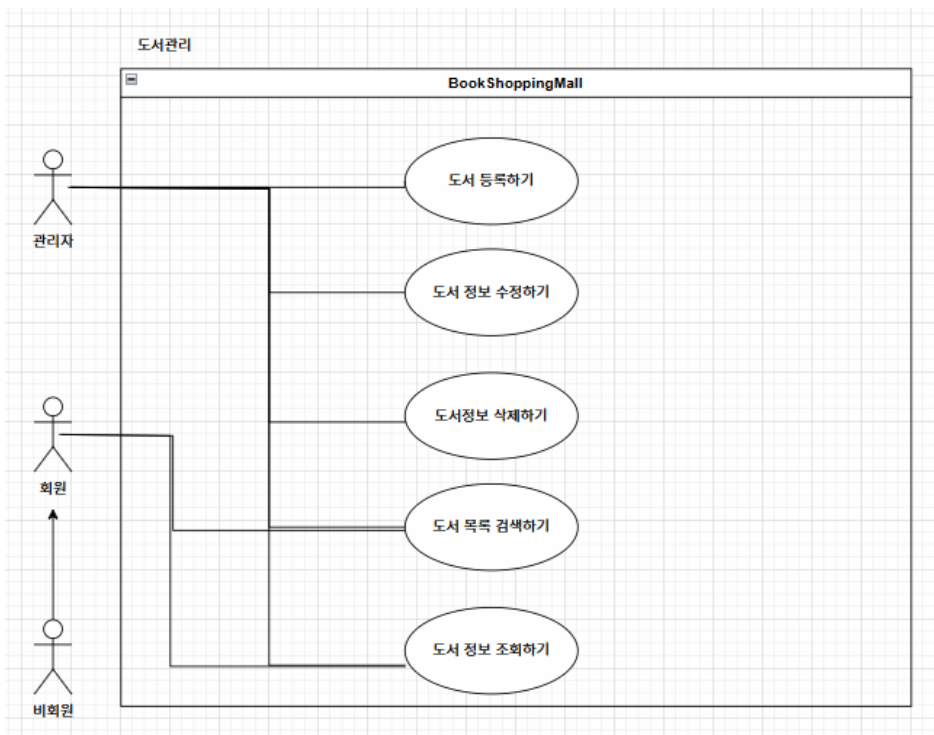 도서관리
BookShoppingMall
도서 등록하기
관리자
도서 정보 수정하기
도서정보 삭제하기
회원
도서 목록 검색하기
도서 정보 조회하기
비회원